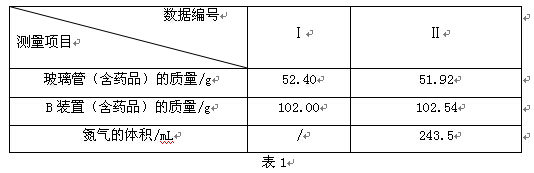 数据编号
测量项目
I
II
玻璃管（含药品）的质量/g
52.40
51.92
B装置（含药品）的质量/g
102.00
102.54
氮气的体积/mL
/
243.5
表1